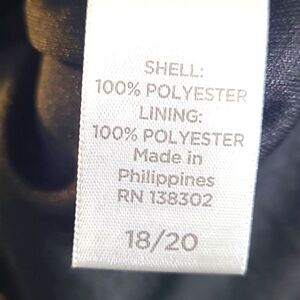 SHELL:
100% POLYESTER
LINING:
100% POLYESTER
Made in
Philippines
RN 138302
18/20